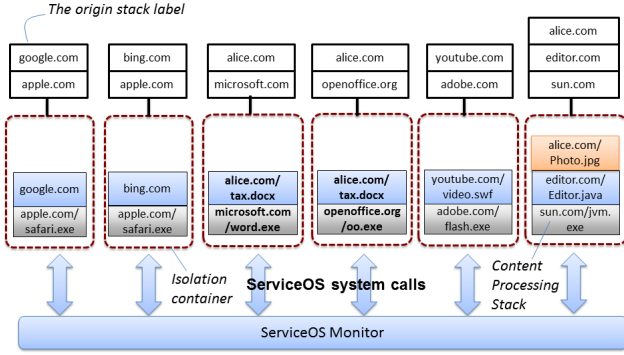 The origin stack label
google.com
apple.com
bing.com
apple.com
alice.com
microsoft.com
alice.com
openoffice.org
youtube.com
adobe.com
alice.com
editor.com
sun.com
google.com
apple.com/
safari.exe
bing.com
apple.com/
safari.exe
alice.com/
tax.docx
microsoft.com
/word.exe
alice.com/
tax.docx
openoffice.org
/oo.exe
youtube.com/
video.swf
adobe.com/
flash.exe
alice.com/
Photo.jpg
editor.com/
Editor.java
sun.com/jvm.
exe
Isolation
container
ServiceOS system calls
Content
Processing
Stack
ServiceOS Monitor